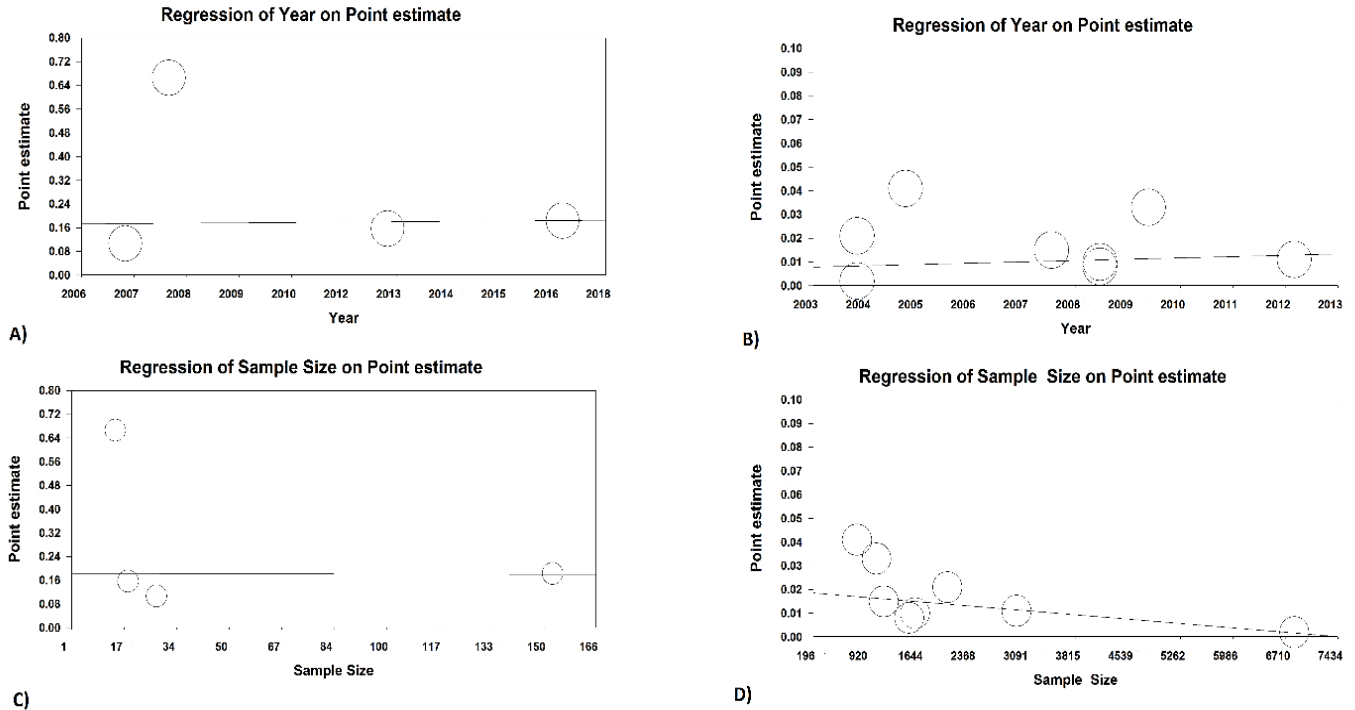 Regression of Year on Point estimate
0.80
0.72
0.64
0.56
0.48
0.40
0.32
0.24
0.16
0.08
0.00
Point estimate
2006 2007 2008 2009 2010 2012 2013 2014 2015 2016 2018
Year
A)
Regression of Year on Point estimate
0.10
0.09
0.08
0.07
0.06
0.05
0.04
0.03
0.02
0.01
0.00
Point estimate
2003 2004 2005 2006 2007 2008 2009 2010 2012 2013
Year
B)
Regression of Sample Size on Point estimate
0.80
0.72
0.64
0.56
0.48
0.40
0.32
0.24
0.16
0.08
0.00
Point estimate
1 17 34 50 67 84 100 117 133 150 166
Sample Size
C)
Regression of Sample Size on Point estimate
0.10
0.09
0.08
0.07
0.06
0.05
0.04
0.03
0.02
0.01
0.00
Point estimate
196 920 1644 2368 3091 3815 4539 5262 5986 6710 7434
Sample Size
D)